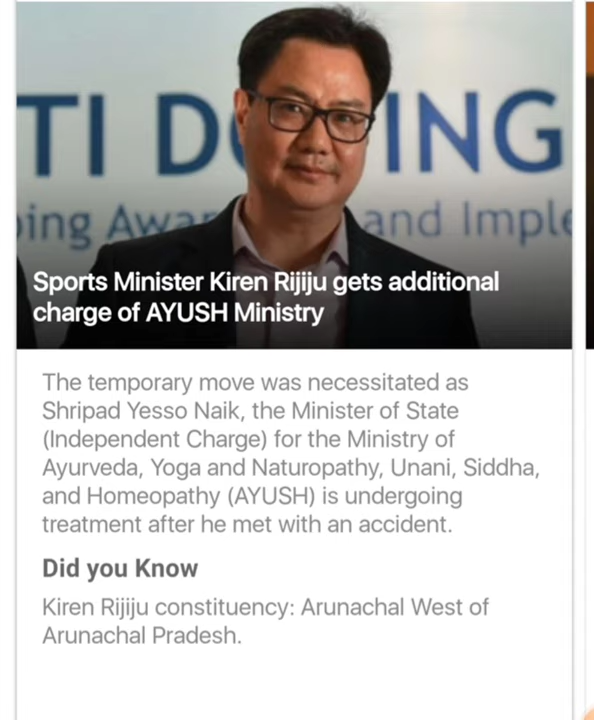 TI D ING
ing Awar and Imple
Sports Minister Kiren Rijiju gets additional
charge of AYUSH Ministry
The temporary move was necessitated as
Shripad Yesso Naik, the Minister of State
(Independent Charge) for the Ministry of
Ayurveda, Yoga and Naturopathy, Unani, Siddha,
and Homeopathy (AYUSH) is undergoing
treatment after he met with an accident.
Did you Know
Kiren Rijiju constituency: Arunachal West of
Arunachal Pradesh.